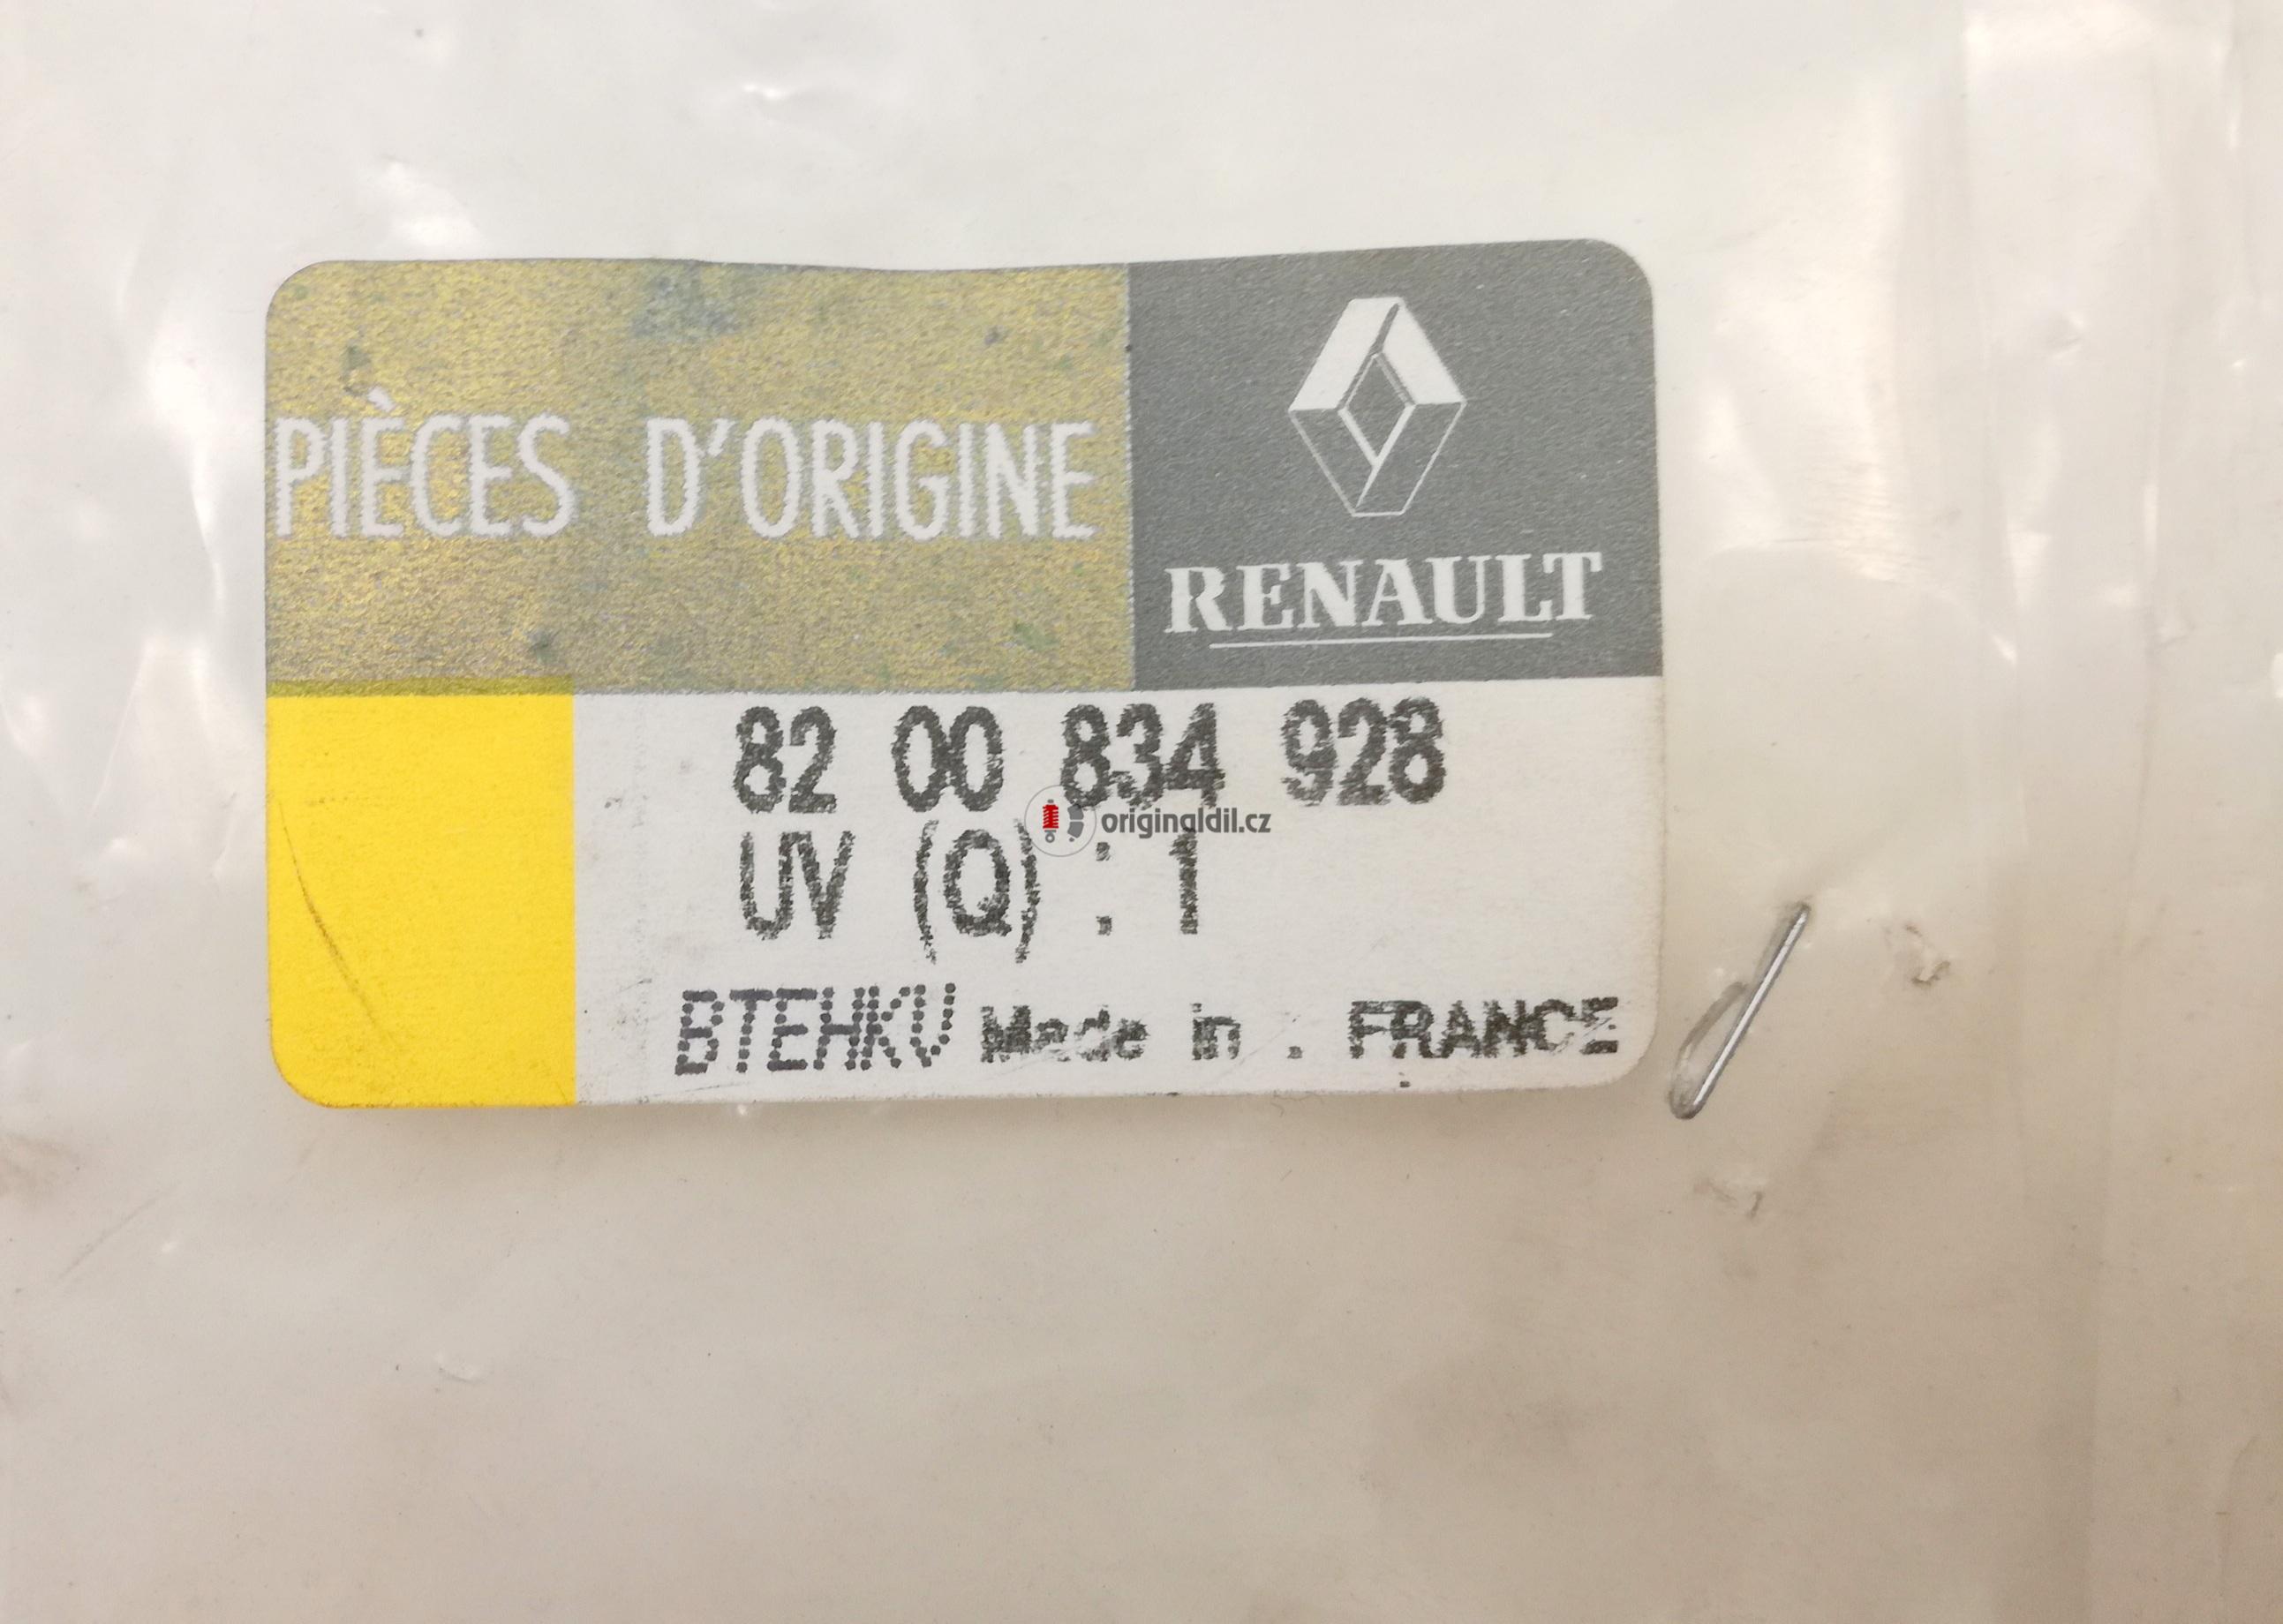 PIÈCES D'ORIGINE
RENAULT
82 00 834 928
originaldil.cz
UV (Q) : 1
BTEHKV Made in : FRANCE